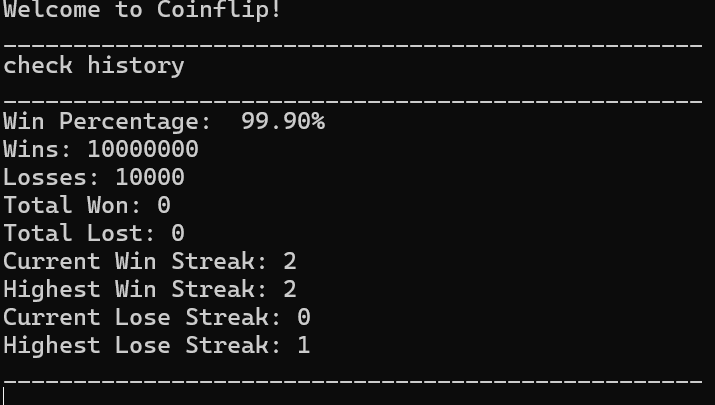 Welcome to Coinflip!
__________________________________________________
check history
__________________________________________________
Win Percentage:  99.90%
Wins: 10000000
Losses: 10000
Total Won: 0
Total Lost: 0
Current Win Streak: 2
Highest Win Streak: 2
Current Lose Streak: 0
Highest Lose Streak: 1
__________________________________________________